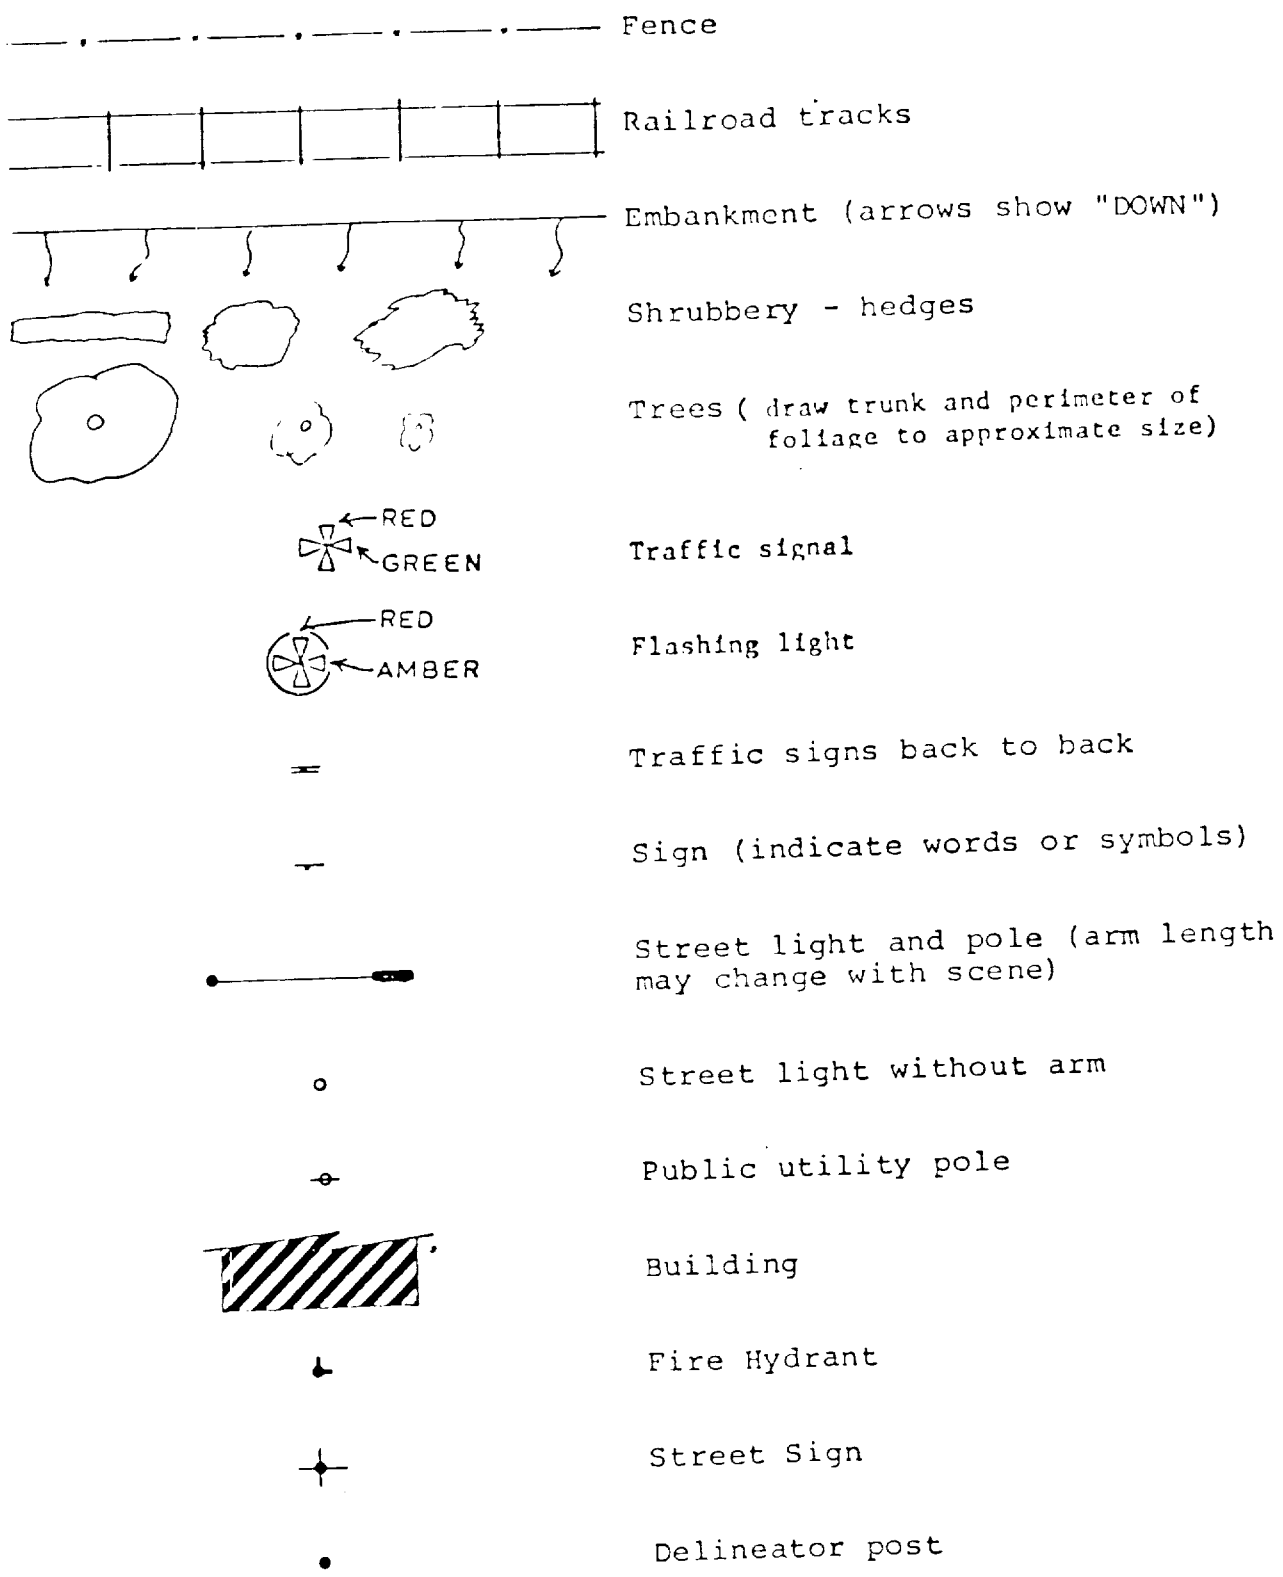 Fence
Railroad tracks
Embankment (arrows show "DOWN")
Shrubbery - hedges
Trees ( draw trunk and perimeter of
foliage to approximate size)
RED
GREEN
Traffic signal
RED
AMBER
Flashing light
Traffic signs back to back
Sign (indicate words or symbols)
Street light and pole (arm length
may change with scene)
Street light without arm
Public utility pole
Building
Fire Hydrant
Street Sign
Delineator post